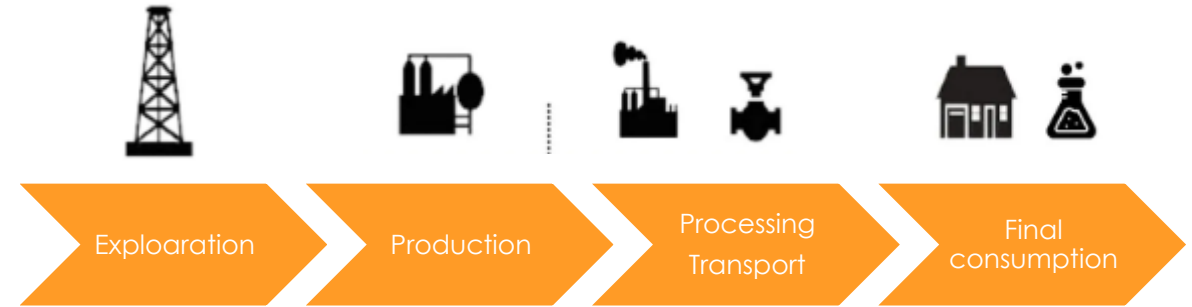 Exploaration
Production
Processing
Transport
Final
consumption